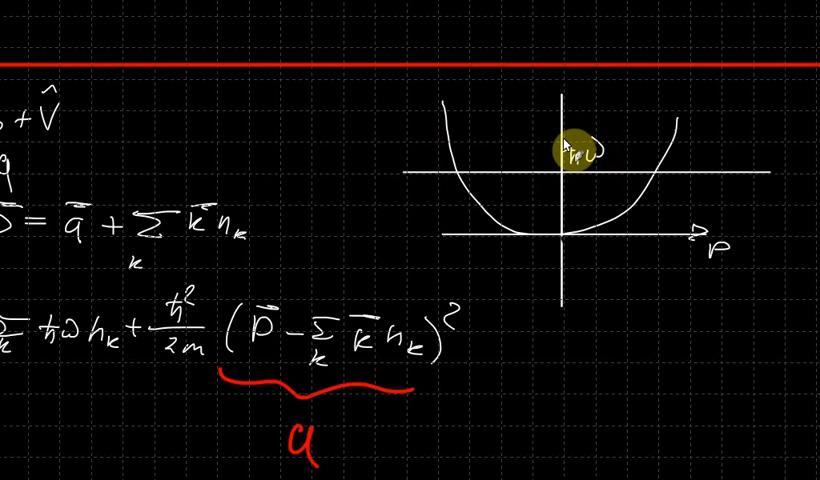 + V̂
ħω
q
= q̄ + Σ k̄ n_k
k
P
ħω n_k + ħ²/2m ( P̄ − Σ k̄ n_k )²
k k
q